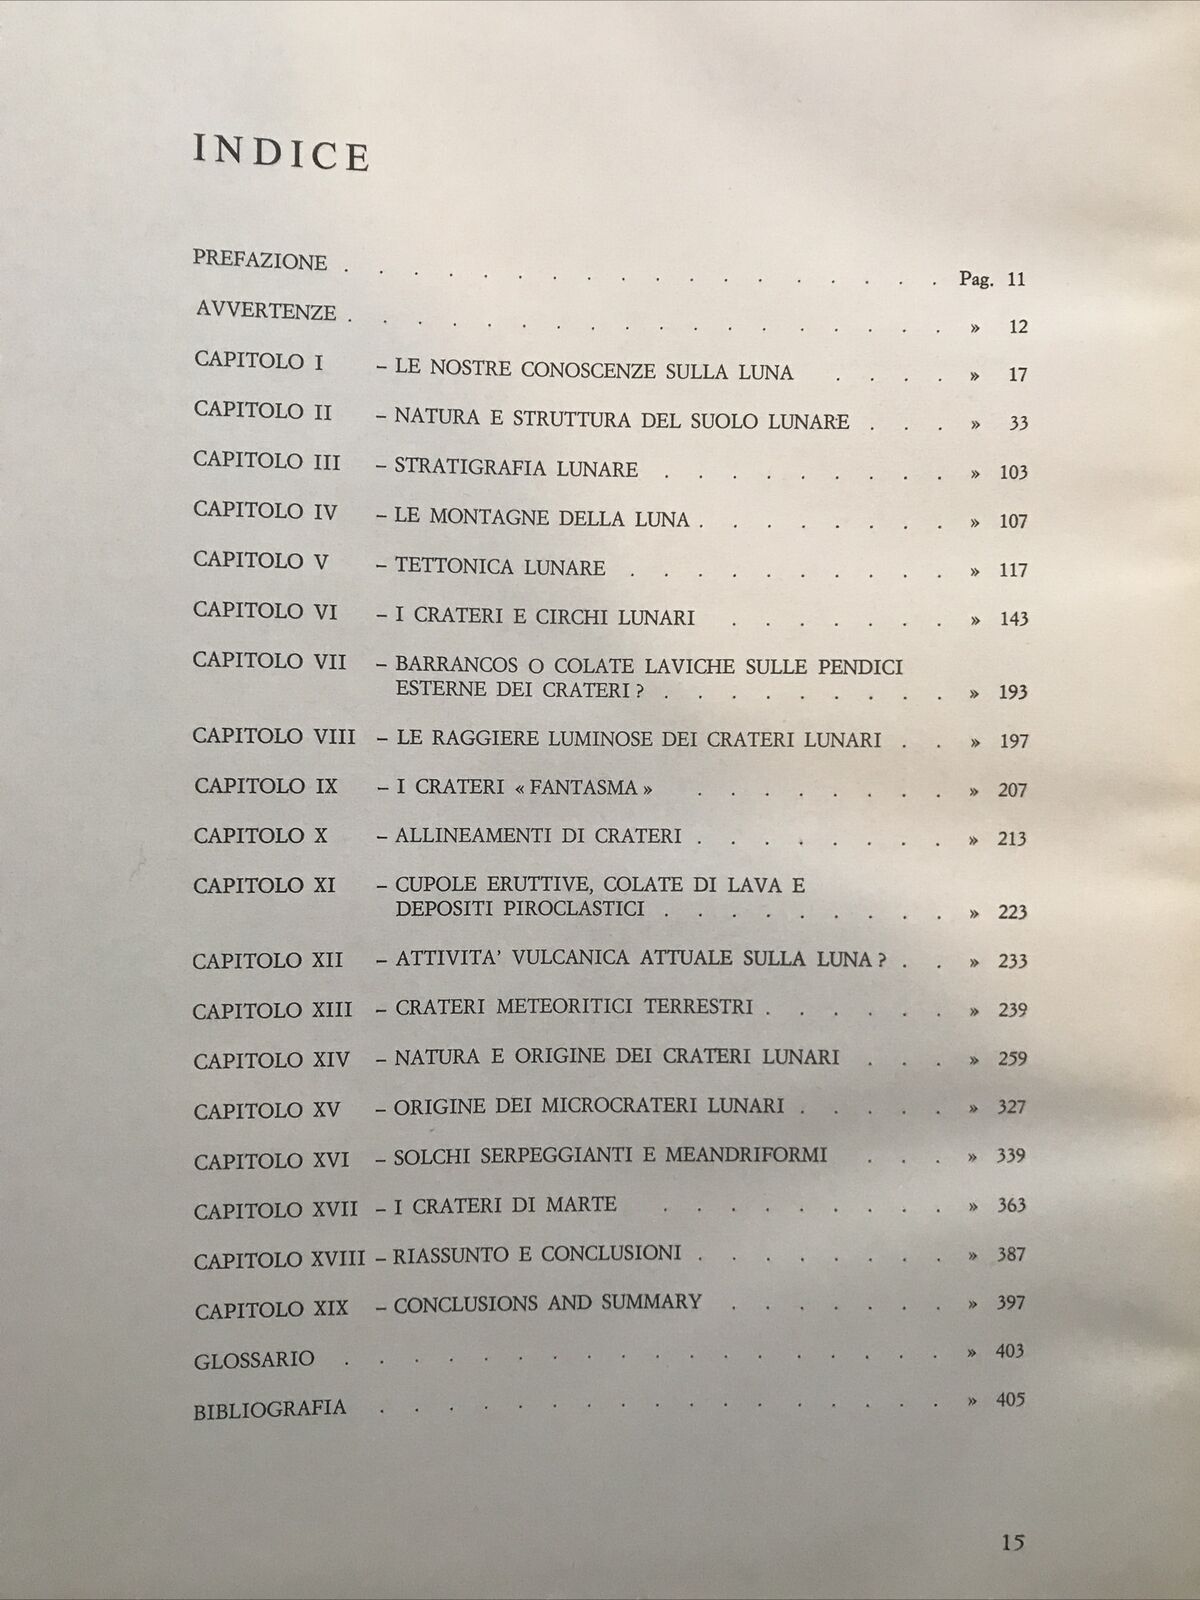 INDICE
PREFAZIONE . . . . . . . . . . . . . . . . . . Pag. 11
AVVERTENZE . . . . . . . . . . . . . . . . . . » 12
CAPITOLO I – LE NOSTRE CONOSCENZE SULLA LUNA . . . . » 17
CAPITOLO II – NATURA E STRUTTURA DEL SUOLO LUNARE . . . » 33
CAPITOLO III – STRATIGRAFIA LUNARE . . . . . . . . . » 103
CAPITOLO IV – LE MONTAGNE DELLA LUNA . . . . . . . . » 107
CAPITOLO V – TETTONICA LUNARE . . . . . . . . . . » 117
CAPITOLO VI – I CRATERI E CIRCHI LUNARI . . . . . . . » 143
CAPITOLO VII – BARRANCOS O COLATE LAVICHE SULLE PENDICI
ESTERNE DEI CRATERI ? . . . . . . . . . » 193
CAPITOLO VIII – LE RAGGIERE LUMINOSE DEI CRATERI LUNARI . . » 197
CAPITOLO IX – I CRATERI « FANTASMA » . . . . . . . . » 207
CAPITOLO X – ALLINEAMENTI DI CRATERI . . . . . . . . » 213
CAPITOLO XI – CUPOLE ERUTTIVE, COLATE DI LAVA E
DEPOSITI PIROCLASTICI . . . . . . . . . » 223
CAPITOLO XII – ATTIVITA' VULCANICA ATTUALE SULLA LUNA ? . . » 233
CAPITOLO XIII – CRATERI METEORITICI TERRESTRI . . . . . . » 239
CAPITOLO XIV – NATURA E ORIGINE DEI CRATERI LUNARI . . . » 259
CAPITOLO XV – ORIGINE DEI MICROCRATERI LUNARI . . . . . » 327
CAPITOLO XVI – SOLCHI SERPEGGIANTI E MEANDRIFORMI . . . » 339
CAPITOLO XVII – I CRATERI DI MARTE . . . . . . . . . » 363
CAPITOLO XVIII – RIASSUNTO E CONCLUSIONI . . . . . . . . » 387
CAPITOLO XIX – CONCLUSIONS AND SUMMARY . . . . . . . » 397
GLOSSARIO . . . . . . . . . . . . . . . . . . » 403
BIBLIOGRAFIA . . . . . . . . . . . . . . . . . » 405
15